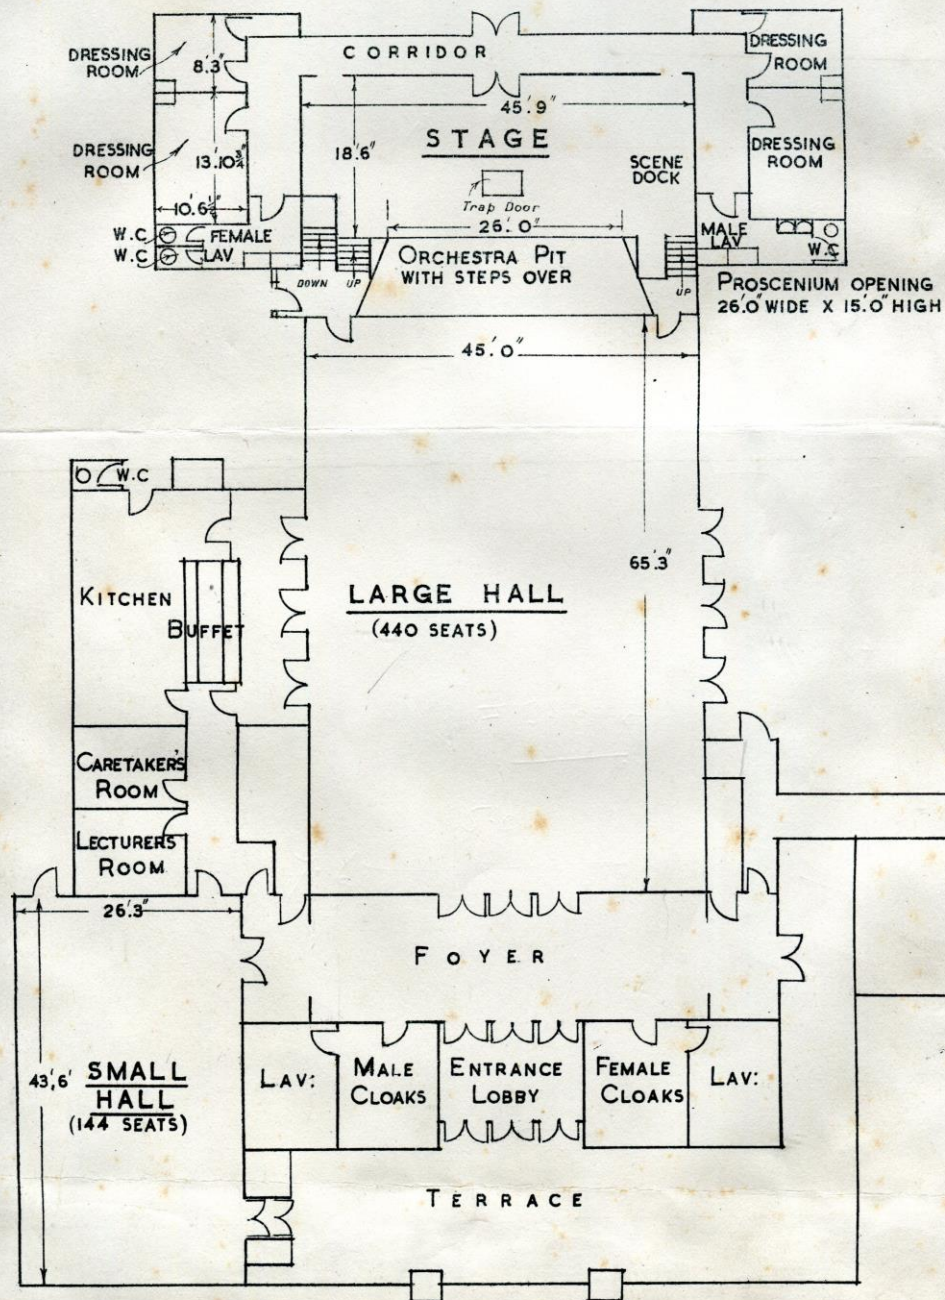 CORRIDOR
DRESSING
ROOM
8'.3"
DRESSING
ROOM
45'.9"
STAGE
18'.6"
SCENE
DOCK
DRESSING
ROOM
13'.10¾"
DRESSING
ROOM
Trap Door
26'.0"
W.C
W.C
FEMALE
LAV
MALE
LAV
W.C
ORCHESTRA PIT
WITH STEPS OVER
DOWN
UP
UP
PROSCENIUM OPENING
26'.0" WIDE X 15'.0" HIGH
45'.0"
W.C
65'.3"
KITCHEN
BUFFET
LARGE HALL
(440 SEATS)
CARETAKER'S
ROOM
LECTURERS
ROOM
26'.3"
FOYER
43'.6'
SMALL
HALL
(144 SEATS)
LAV:
MALE
CLOAKS
ENTRANCE
LOBBY
FEMALE
CLOAKS
LAV:
TERRACE